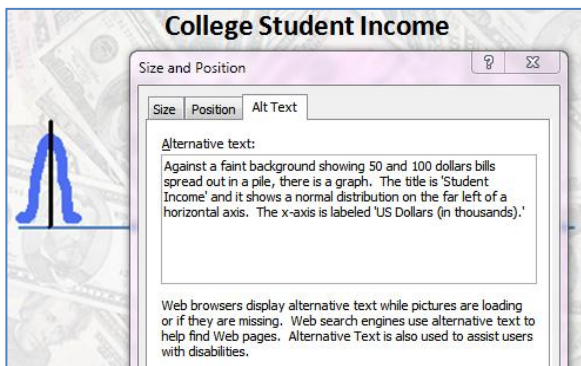 College Student Income
Size and Position
Size Position Alt Text
Alternative text:
Against a faint background showing 50 and 100 dollars bills
spread out in a pile, there is a graph.  The title is 'Student
Income' and it shows a normal distribution on the far left of a
horizontal axis.  The x-axis is labeled 'US Dollars (in thousands).'
Web browsers display alternative text while pictures are loading
or if they are missing.  Web search engines use alternative text to
help find Web pages.  Alternative Text is also used to assist users
with disabilities.